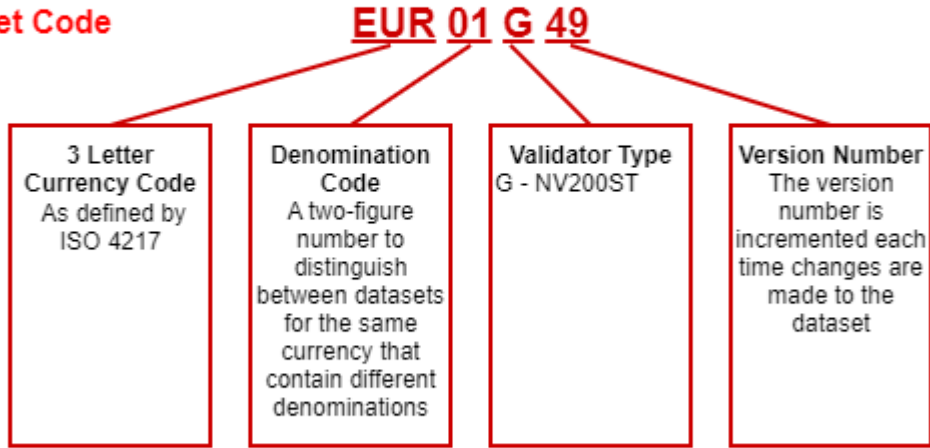 et Code
EUR 01 G 49
3 Letter
Currency Code
As defined by
ISO 4217
Denomination
Code
A two-figure
number to
distinguish
between datasets
for the same
currency that
contain different
denominations
Validator Type
G - NV200ST
Version Number
The version
number is
incremented each
time changes are
made to the
dataset